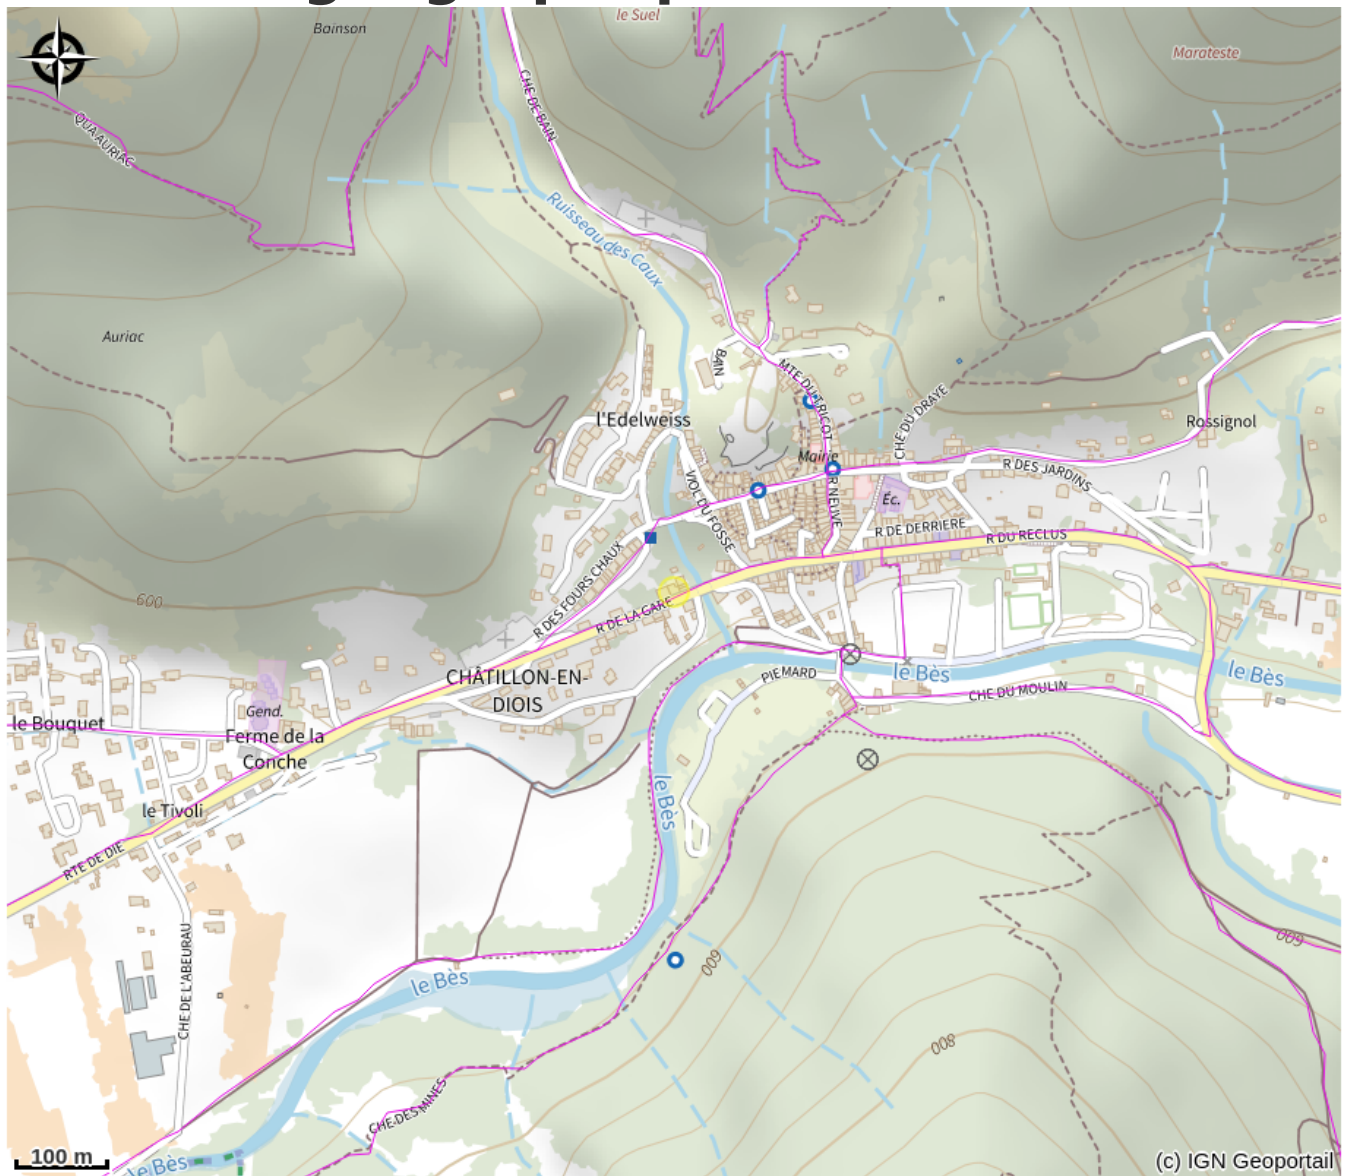 le Suel
Bainson
Marateste
CHE DE BAIN
QUA AURIAC
Ruisseau des Caux
Auriac
BAIN
MTE DU TRICOT
CHE DU DRAYE
l'Edelweiss
Rossignol
Mairie
R DES JARDINS
VIOL DU FOSSE
R NEUVE
Éc.
R DE DERRIERE
R DU RECLUS
R DES FOURS CHAUX
600
R DE LA GARE
CHÂTILLON-EN-
DIOIS
PIEMARD
le Bès
le Bès
CHE DU MOULIN
le Bouquet
Gend.
Ferme de la
Conche
le Tivoli
le Bès
RTE DE DIE
CHE DE L'ABEURAU
600
600
le Bès
800
CHE DES MINES
100 m
le Bès
(c) IGN Geoportail